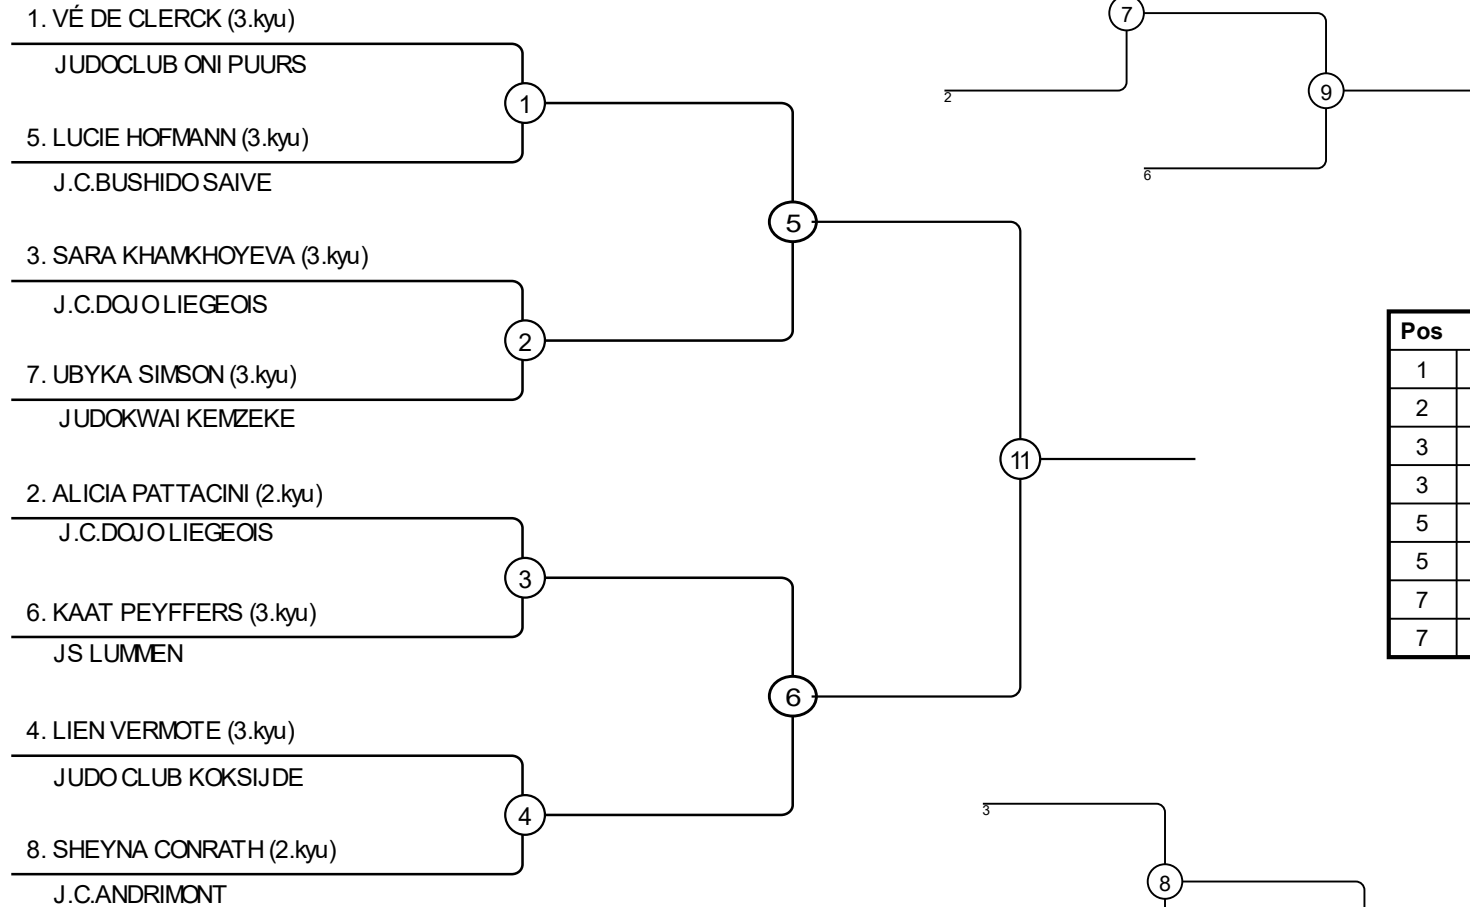 1. VÉ DE CLERCK (3.kyu)
JUDOCLUB ONI PUURS
1
5. LUCIE HOFMANN (3.kyu)
J.C.BUSHIDO SAIVE
5
3. SARA KHAMKHOYEVA (3.kyu)
J.C.DOJO LIEGEOIS
2
7. UBYKA SIMSON (3.kyu)
JUDOKWAI KEMZEKE
11
2. ALICIA PATTACINI (2.kyu)
J.C.DOJO LIEGEOIS
3
6. KAAT PEYFFERS (3.kyu)
JS LUMMEN
6
4. LIEN VERMOTE (3.kyu)
JUDO CLUB KOKSIJDE
4
8. SHEYNA CONRATH (2.kyu)
J.C.ANDRIMONT
7
2
9
6
Pos
1
2
3
3
5
5
7
7
3
8